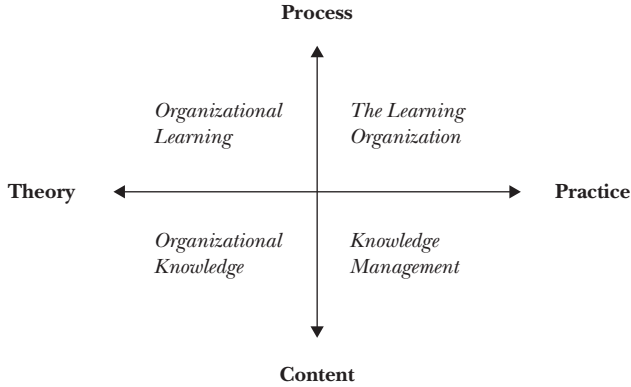 Process
Organizational
Learning
The Learning
Organization
Theory
Practice
Organizational
Knowledge
Knowledge
Management
Content